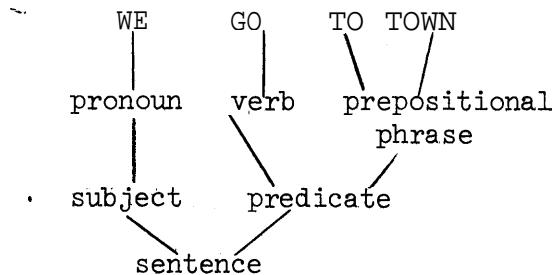 WE GO TO TOWN
pronoun verb prepositional
phrase
subject predicate
sentence